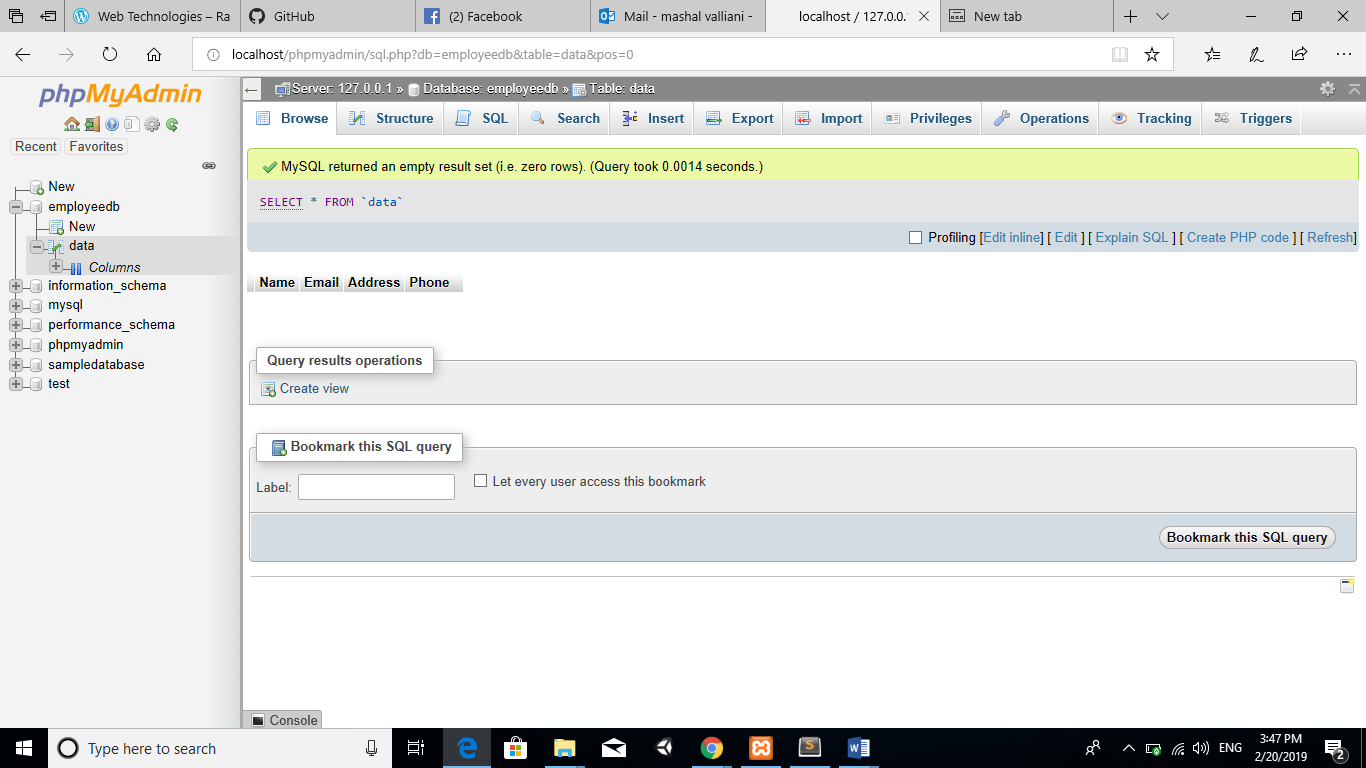 Web Technologies – Ra
GitHub
(2) Facebook
Mail - mashal valliani -
localhost / 127.0.0.
New tab
localhost/phpmyadmin/sql.php?db=employeedb&table=data&pos=0
phpMyAdmin
Recent Favorites
New
employeedb
New
data
Columns
information_schema
mysql
performance_schema
phpmyadmin
sampledatabase
test
Server: 127.0.0.1 » Database: employeedb » Table: data
Browse Structure SQL Search Insert Export Import Privileges Operations Tracking Triggers
MySQL returned an empty result set (i.e. zero rows). (Query took 0.0014 seconds.)
SELECT * FROM `data`
Profiling [Edit inline] [ Edit ] [ Explain SQL ] [ Create PHP code ] [ Refresh]
Name Email Address Phone
Query results operations
Create view
Bookmark this SQL query
Label:
Let every user access this bookmark
Bookmark this SQL query
Console
Type here to search
ENG
3:47 PM
2/20/2019
2